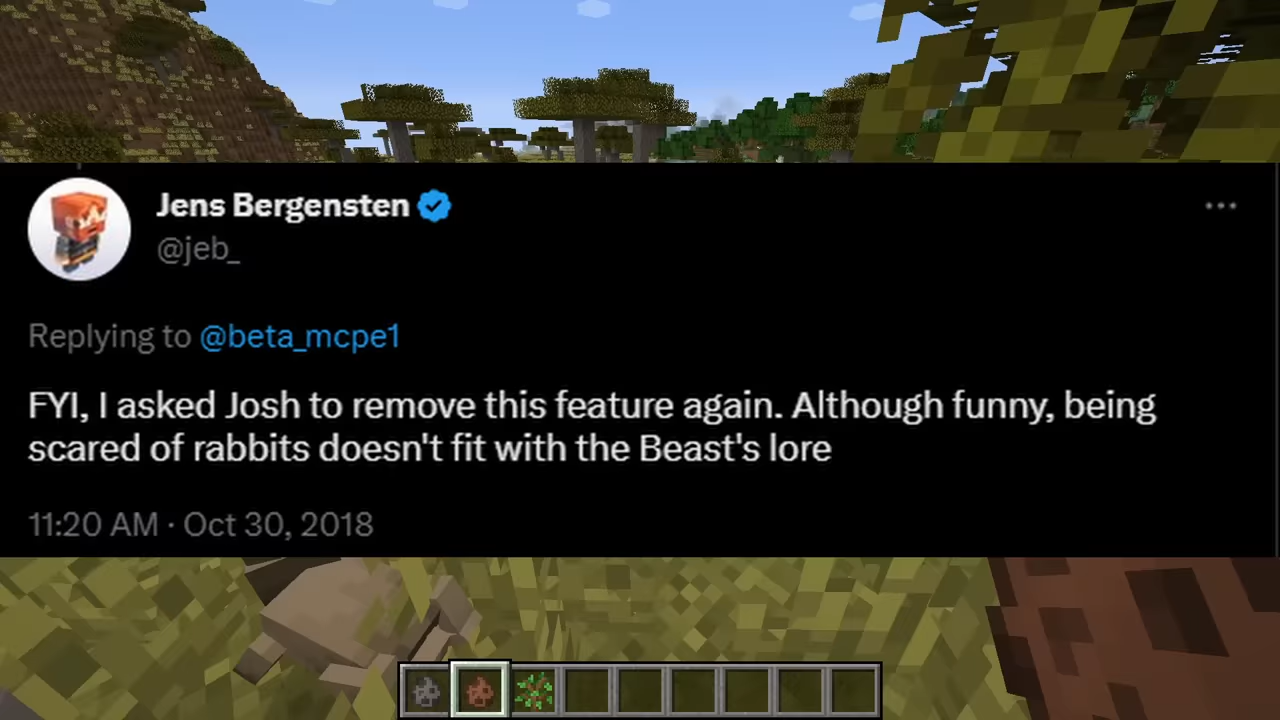 Jens Bergensten
@jeb_
Replying to @beta_mcpe1
FYI, I asked Josh to remove this feature again. Although funny, being
scared of rabbits doesn't fit with the Beast's lore
11:20 AM · Oct 30, 2018